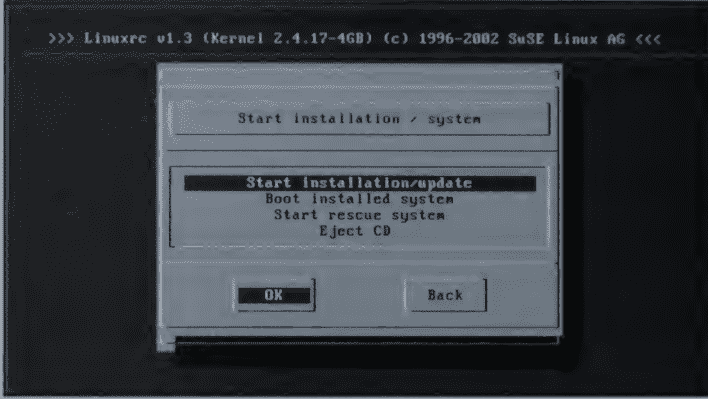 >>> Linuxrc v1.3 (Kernel 2.4.17-4GB) (c) 1996-2002 SuSE Linux AG <<<
Start installation / system
Start installation/update
Boot installed system
Start rescue system
Eject CD
OK
Back